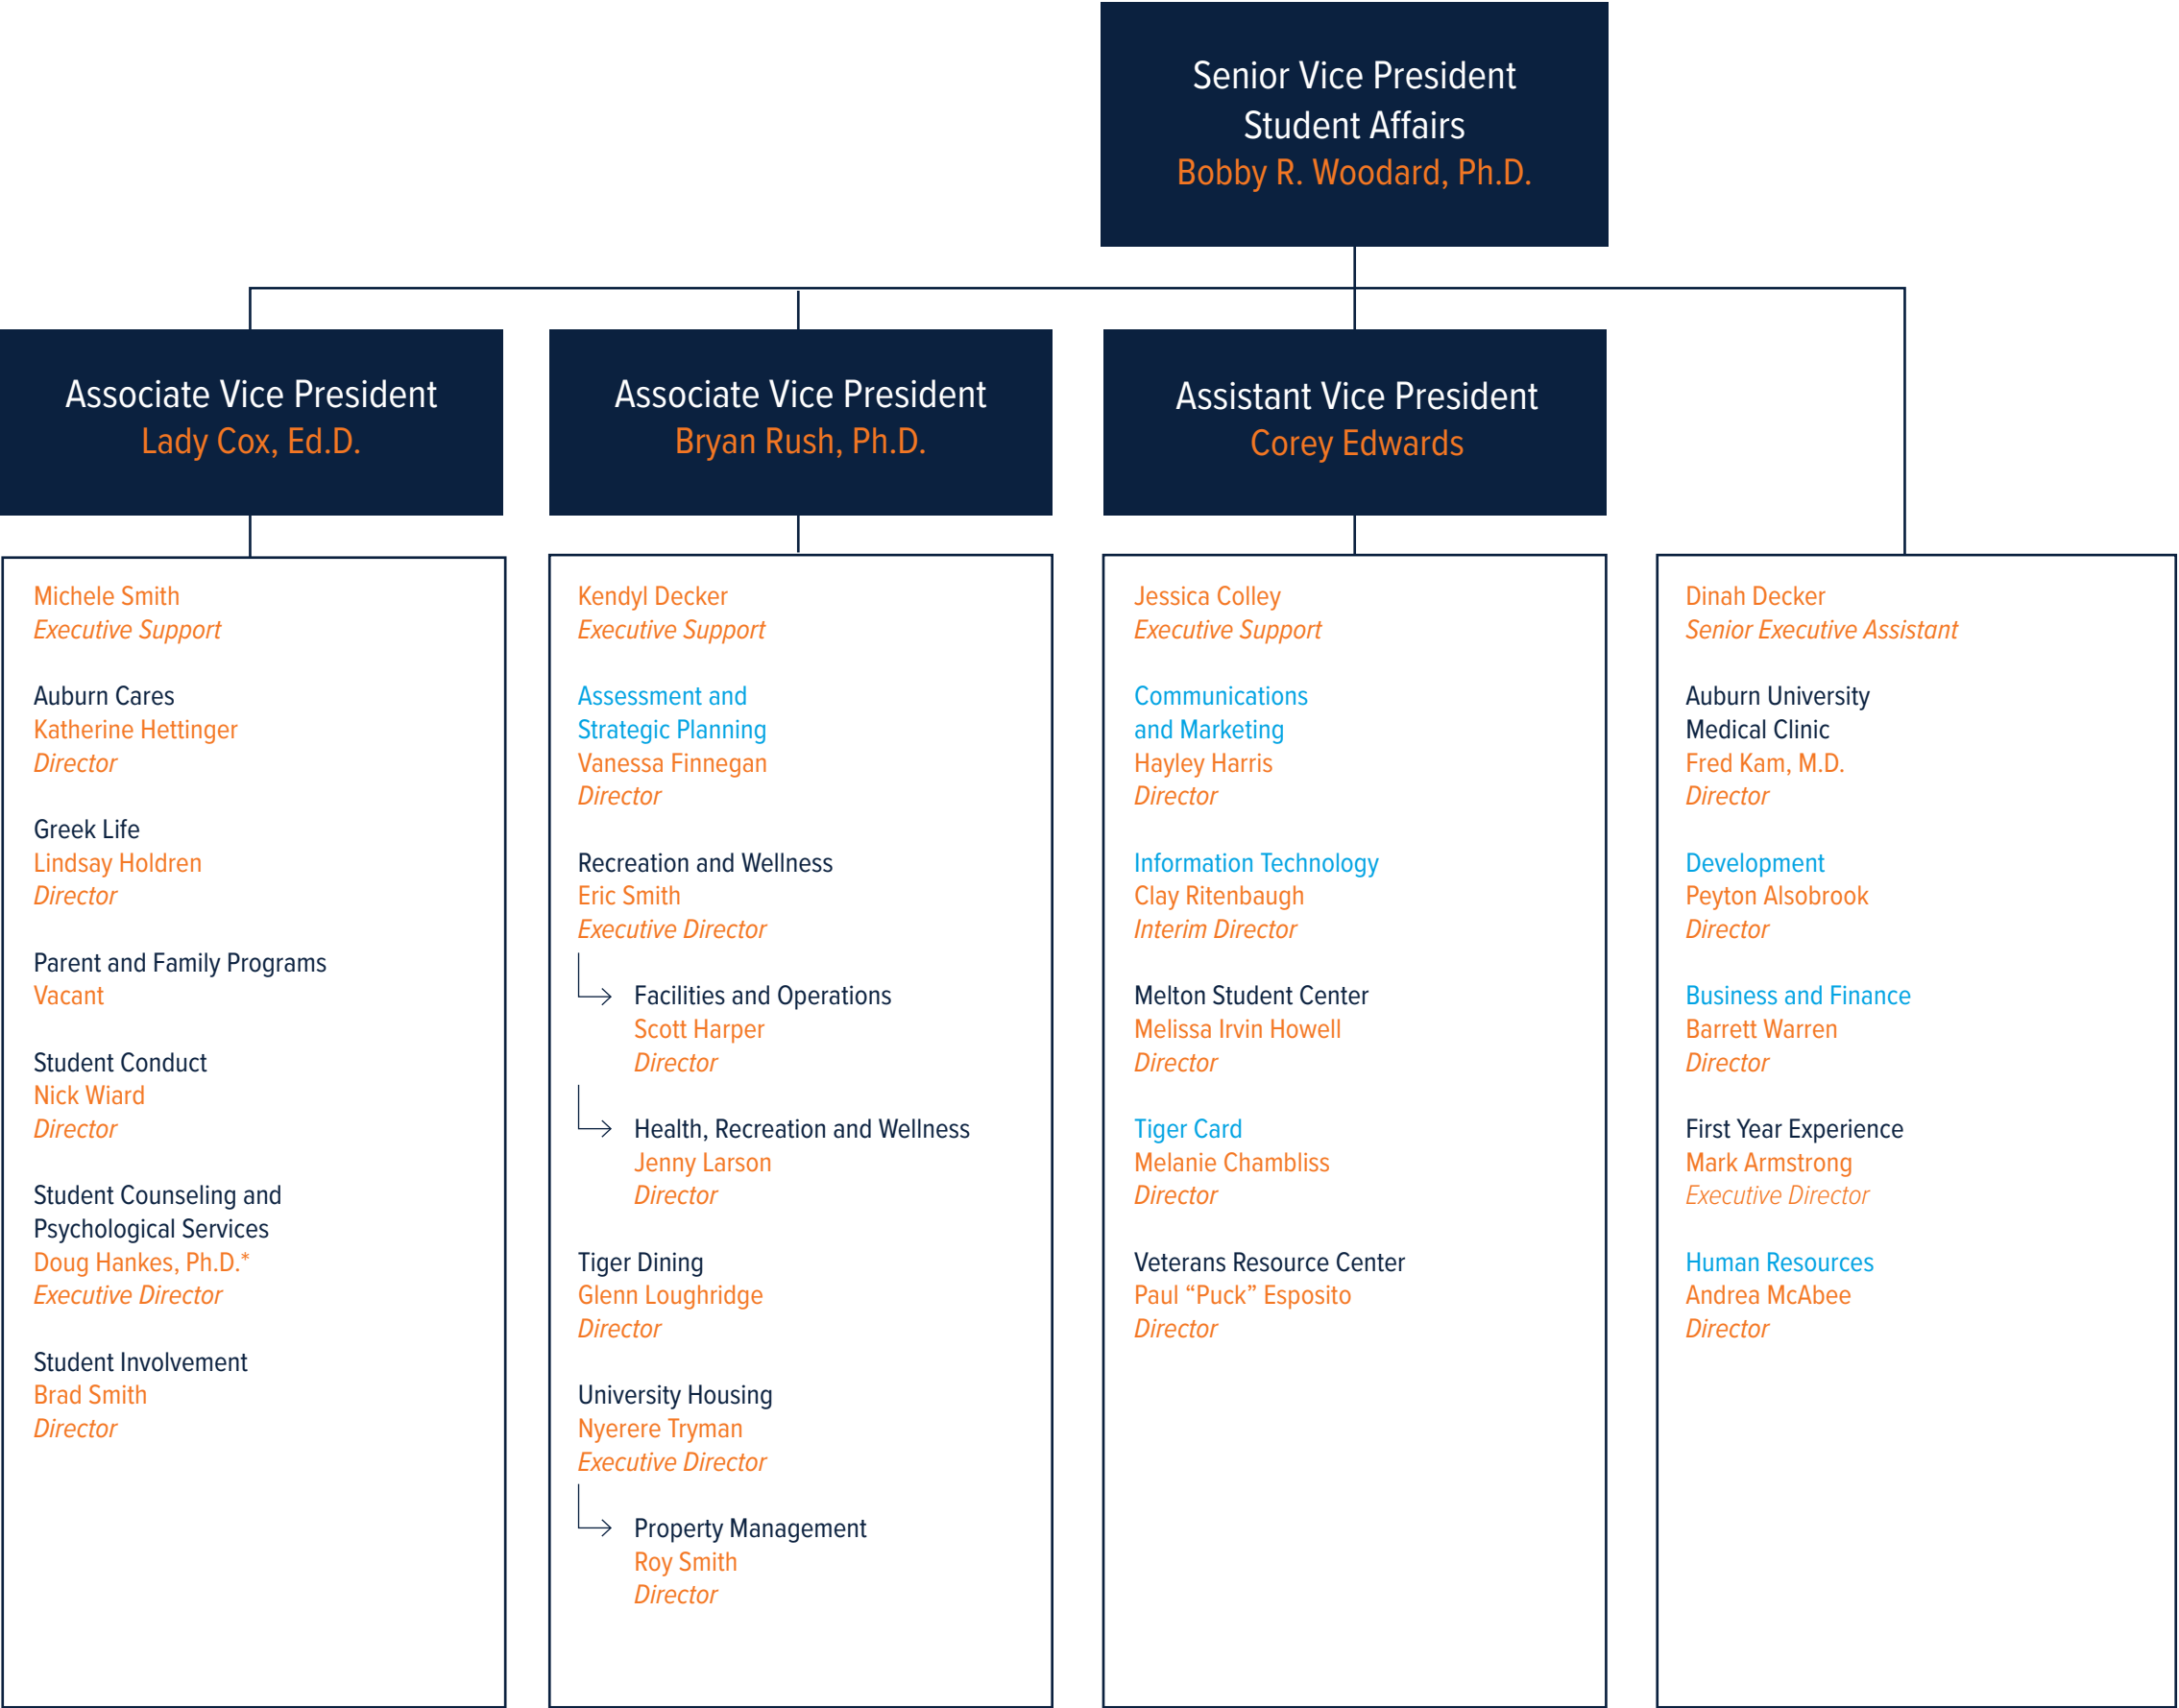 Senior Vice President
Student Affairs
Bobby R. Woodard, Ph.D.
Associate Vice President
Lady Cox, Ed.D.
Associate Vice President
Bryan Rush, Ph.D.
Assistant Vice President
Corey Edwards
Michele Smith
Executive Support
Auburn Cares
Katherine Hettinger
Director
Greek Life
Lindsay Holdren
Director
Parent and Family Programs
Vacant
Student Conduct
Nick Wiard
Director
Student Counseling and
Psychological Services
Doug Hankes, Ph.D.*
Executive Director
Student Involvement
Brad Smith
Director
Kendyl Decker
Executive Support
Assessment and
Strategic Planning
Vanessa Finnegan
Director
Recreation and Wellness
Eric Smith
Executive Director
Facilities and Operations
Scott Harper
Director
Health, Recreation and Wellness
Jenny Larson
Director
Tiger Dining
Glenn Loughridge
Director
University Housing
Nyerere Tryman
Executive Director
Property Management
Roy Smith
Director
Jessica Colley
Executive Support
Communications
and Marketing
Hayley Harris
Director
Information Technology
Clay Ritenbaugh
Interim Director
Melton Student Center
Melissa Irvin Howell
Director
Tiger Card
Melanie Chambliss
Director
Veterans Resource Center
Paul “Puck” Esposito
Director
Dinah Decker
Senior Executive Assistant
Auburn University
Medical Clinic
Fred Kam, M.D.
Director
Development
Peyton Alsobrook
Director
Business and Finance
Barrett Warren
Director
First Year Experience
Mark Armstrong
Executive Director
Human Resources
Andrea McAbee
Director